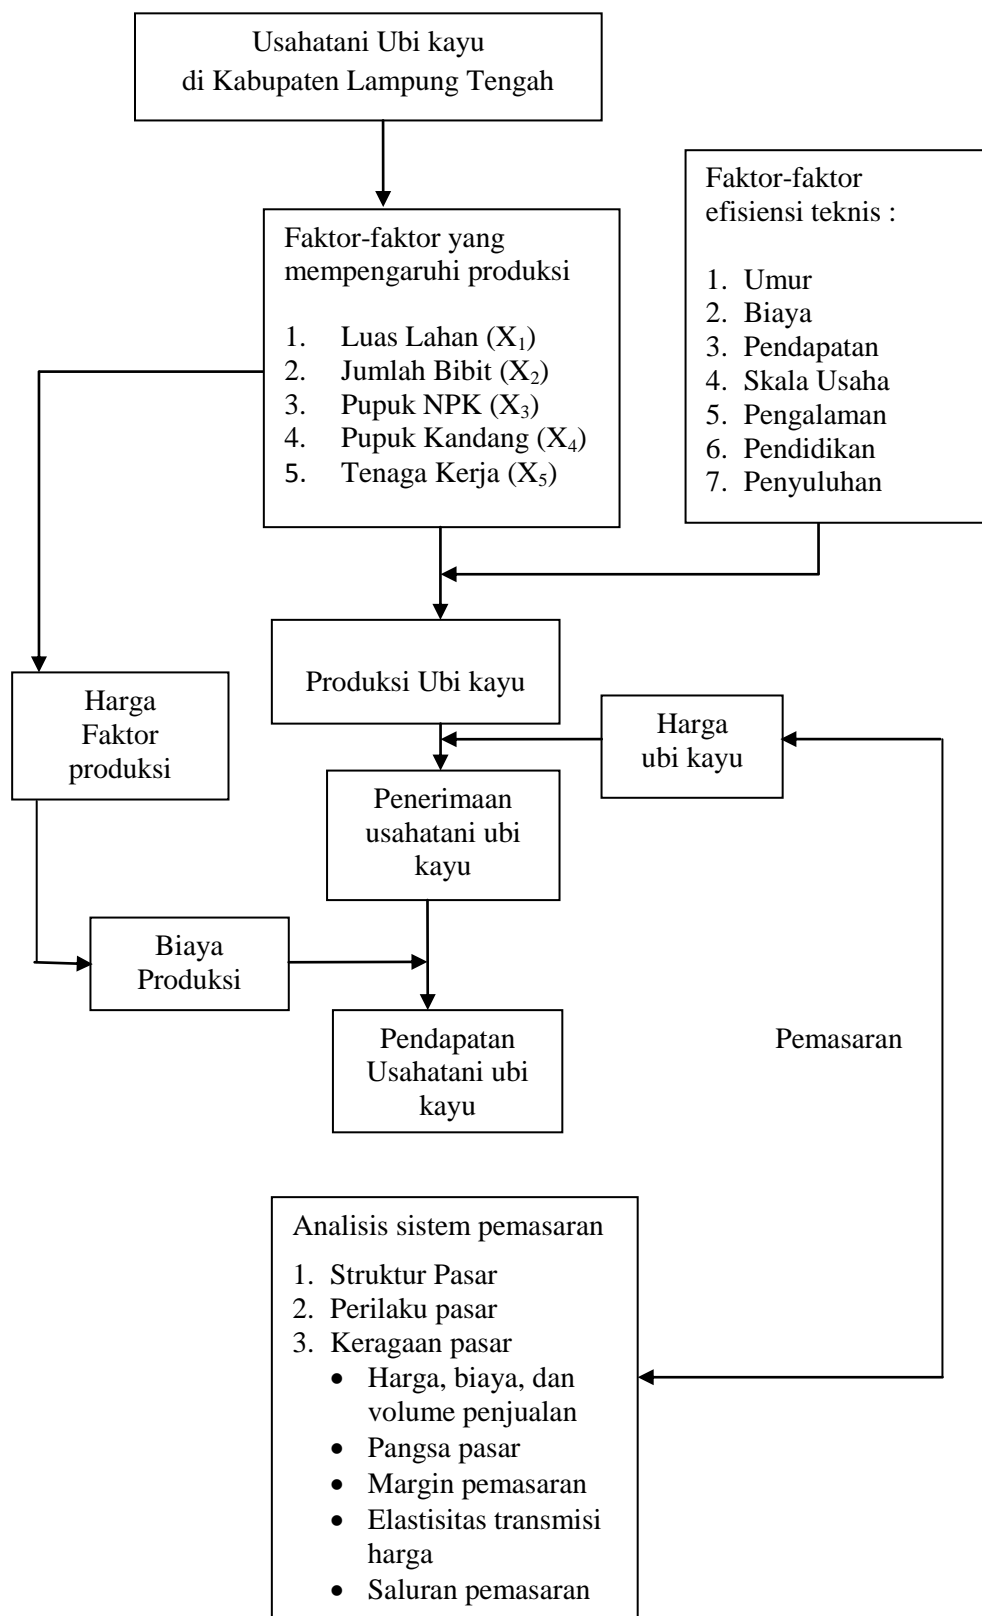 Usahatani Ubi kayu
di Kabupaten Lampung Tengah
Faktor-faktor
efisiensi teknis :
1. Umur
2. Biaya
3. Pendapatan
4. Skala Usaha
5. Pengalaman
6. Pendidikan
7. Penyuluhan
Faktor-faktor yang
mempengaruhi produksi
1. Luas Lahan (X₁)
2. Jumlah Bibit (X₂)
3. Pupuk NPK (X₃)
4. Pupuk Kandang (X₄)
5. Tenaga Kerja (X₅)
Produksi Ubi kayu
Harga
Faktor
produksi
Harga
ubi kayu
Penerimaan
usahatani ubi
kayu
Biaya
Produksi
Pendapatan
Usahatani ubi
kayu
Pemasaran
Analisis sistem pemasaran
1. Struktur Pasar
2. Perilaku pasar
3. Keragaan pasar
• Harga, biaya, dan
volume penjualan
• Pangsa pasar
• Margin pemasaran
• Elastisitas transmisi
harga
• Saluran pemasaran